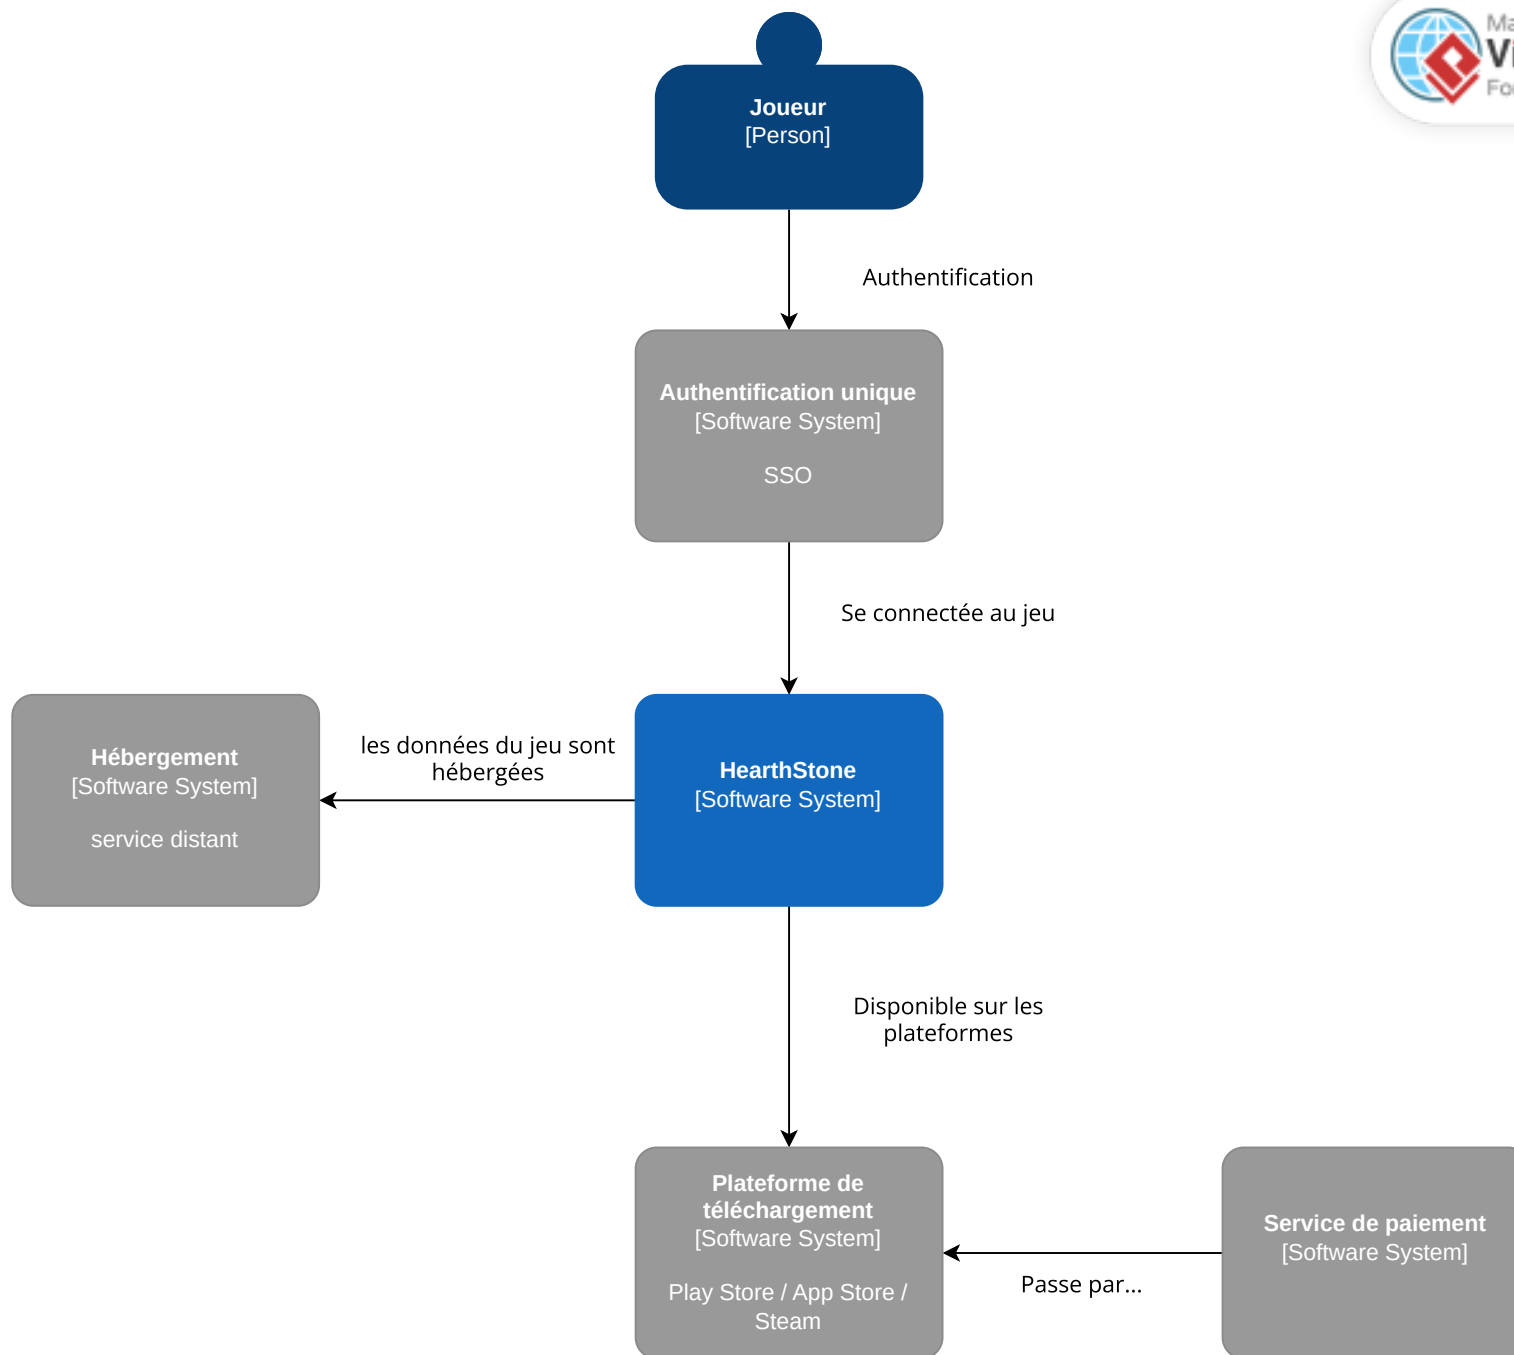 Joueur
[Person]
Authentification
Authentification unique
[Software System]
SSO
Se connectée au jeu
Hébergement
[Software System]
service distant
les données du jeu sont
hébergées
HearthStone
[Software System]
Disponible sur les
plateformes
Plateforme de
téléchargement
[Software System]
Play Store / App Store /
Steam
Passe par...
Service de paiement
[Software System]